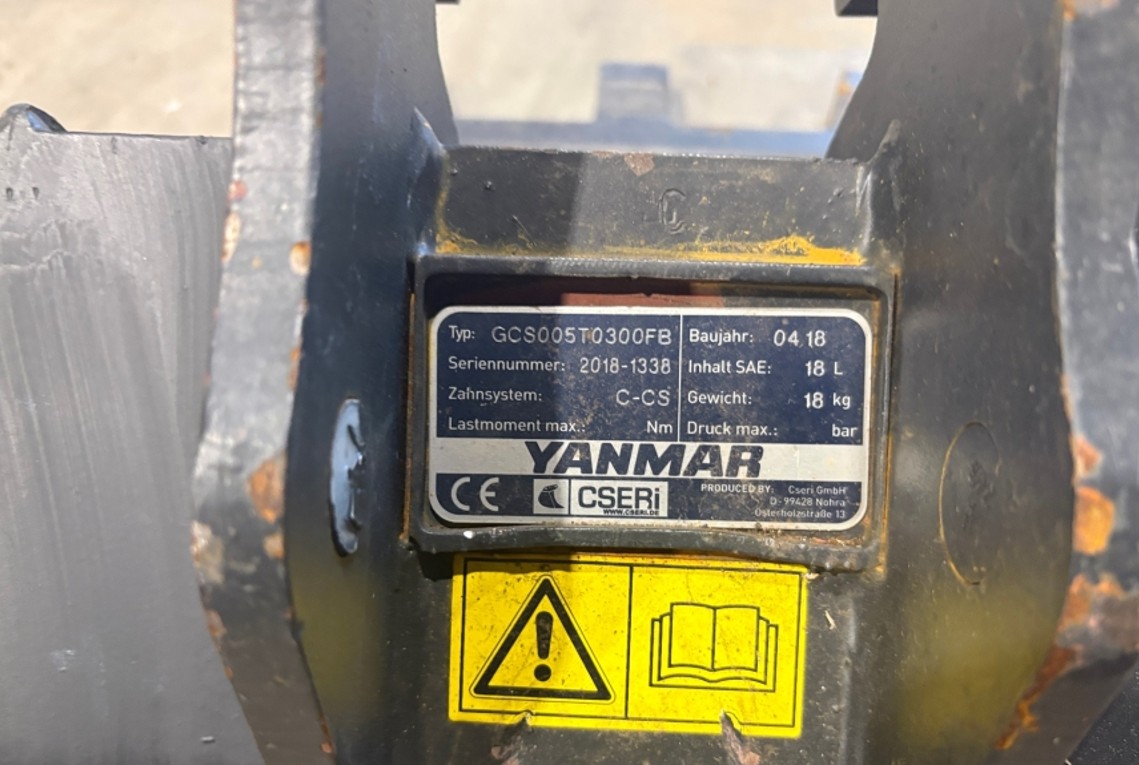 C
Typ: GCS005T0300FB
Seriennummer: 2018-1338
Zahnsystem: C-CS
Lastmoment max.: Nm
Baujahr: 04.18
Inhalt SAE: 18 L
Gewicht: 18 kg
Druck max.: bar
YANMAR
CE
CSERi
WWW.CSERI.DE
PRODUCED BY: Cseri GmbH
D-99428 Nohra
Österholzstraße 13